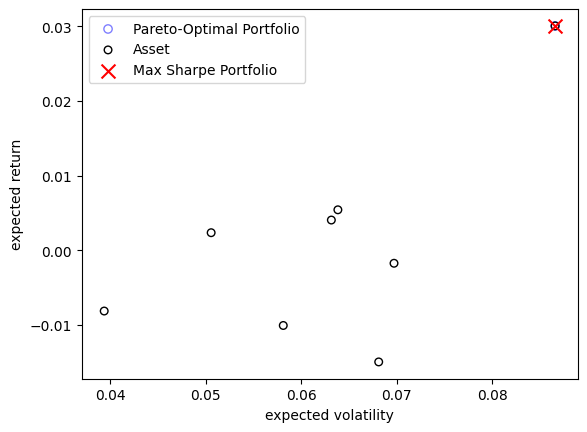 Pareto-Optimal Portfolio
Asset
Max Sharpe Portfolio
0.03
0.02
0.01
0.00
−0.01
expected return
0.04 0.05 0.06 0.07 0.08
expected volatility